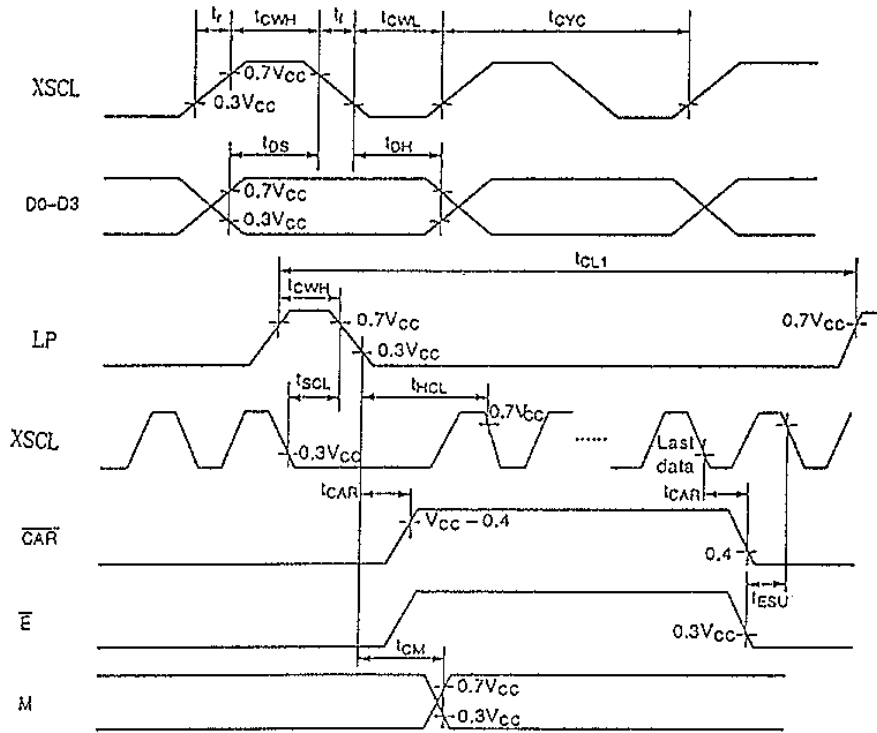 tr tCWH tf tCWL tCYC
XSCL
0.7VCC
0.3VCC
tDS tDH
D0-D3
0.7VCC
0.3VCC
tCL1
tCWH
LP
0.7VCC 0.7VCC
0.3VCC
tSCL tHCL
XSCL
0.7VCC
0.3VCC
...... Last data
tCAR tCAR
CAR
VCC-0.4
0.4
tESU
E
0.3VCC
tCM
M
0.7VCC
0.3VCC